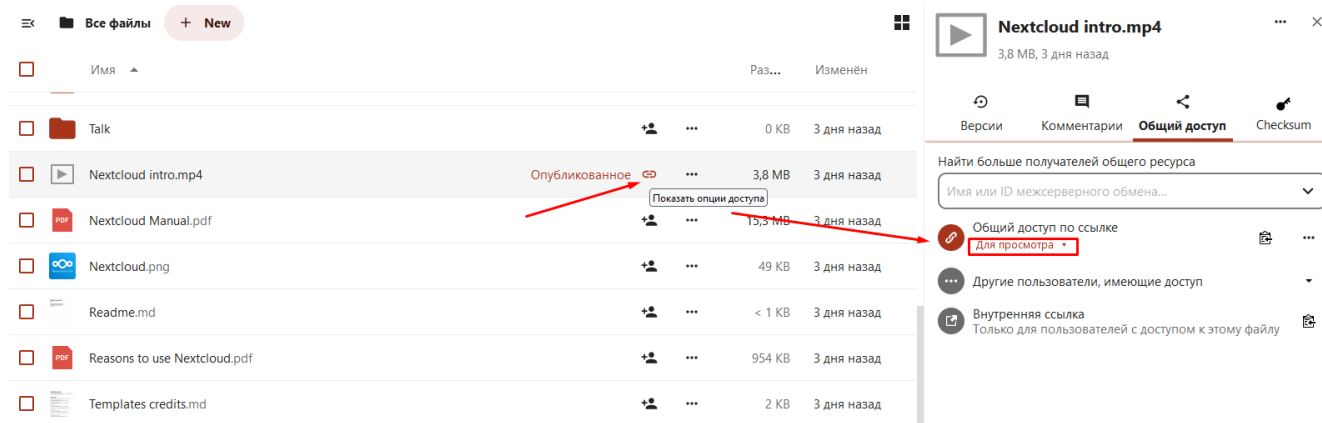 Все файлы
+ New
Имя
Раз...
Изменён
Talk
0 KB
3 дня назад
Nextcloud intro.mp4
Опубликованное
3,8 MB
3 дня назад
Показать опции доступа
PDF
Nextcloud Manual.pdf
15,3 MB
3 дня назад
Nextcloud.png
49 KB
3 дня назад
Readme.md
< 1 KB
3 дня назад
PDF
Reasons to use Nextcloud.pdf
954 KB
3 дня назад
Templates credits.md
2 KB
3 дня назад
Nextcloud intro.mp4
3,8 MB, 3 дня назад
Версии
Комментарии
Общий доступ
Checksum
Найти больше получателей общего ресурса
Имя или ID межсерверного обмена...
Общий доступ по ссылке
Для просмотра
Другие пользователи, имеющие доступ
Внутренняя ссылка
Только для пользователей с доступом к этому файлу